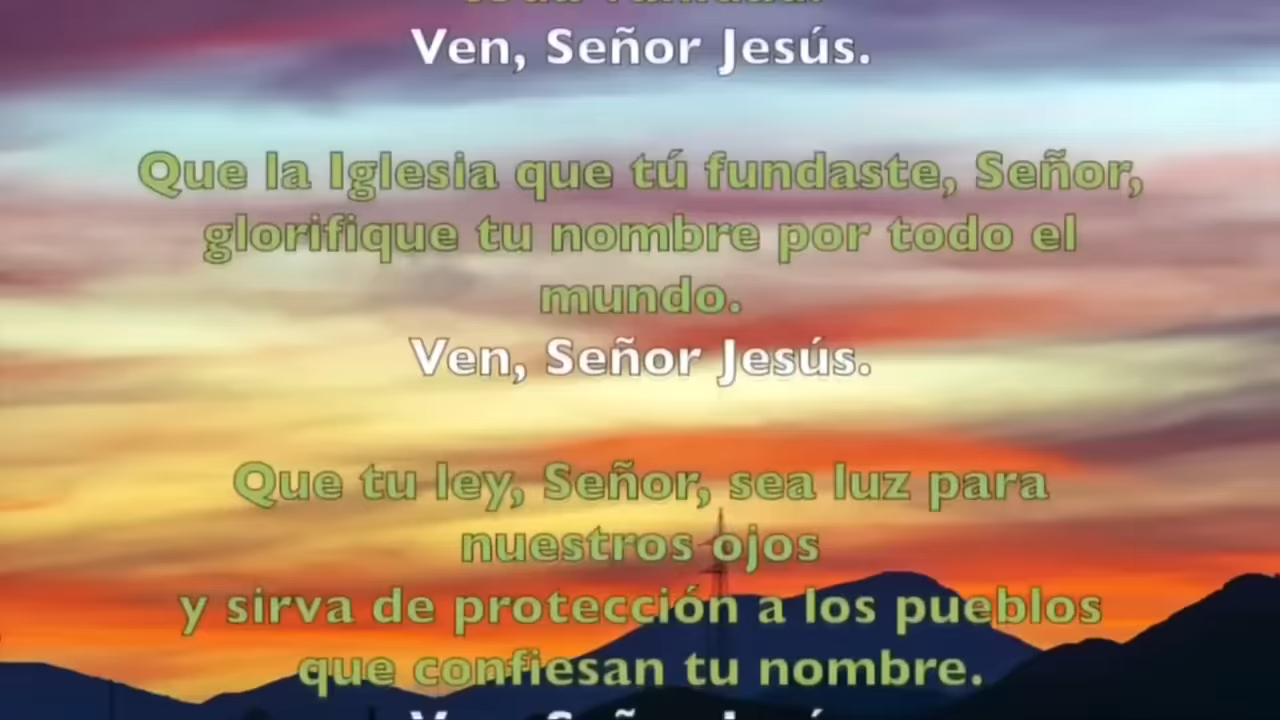 Ven, Señor Jesús.
Que la Iglesia que tú fundaste, Señor,
glorifique tu nombre por todo el
mundo.
Ven, Señor Jesús.
Que tu ley, Señor, sea luz para
nuestros ojos
y sirva de protección a los pueblos
que confiesan tu nombre.